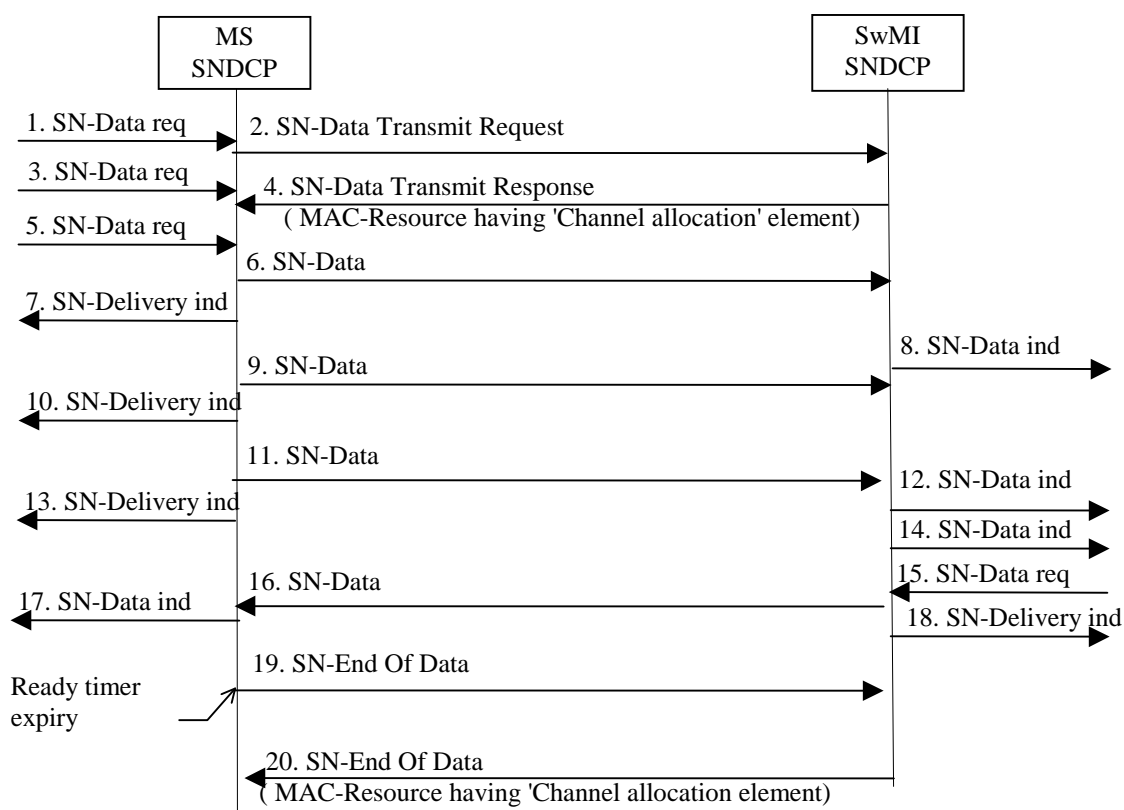 MS
SNDCP
SwMI
SNDCP
1. SN-Data req
2. SN-Data Transmit Request
3. SN-Data req
4. SN-Data Transmit Response
( MAC-Resource having 'Channel allocation' element)
5. SN-Data req
6. SN-Data
7. SN-Delivery ind
8. SN-Data ind
9. SN-Data
10. SN-Delivery ind
11. SN-Data
12. SN-Data ind
13. SN-Delivery ind
14. SN-Data ind
15. SN-Data req
16. SN-Data
17. SN-Data ind
18. SN-Delivery ind
19. SN-End Of Data
Ready timer
expiry
20. SN-End Of Data
( MAC-Resource having 'Channel allocation element)